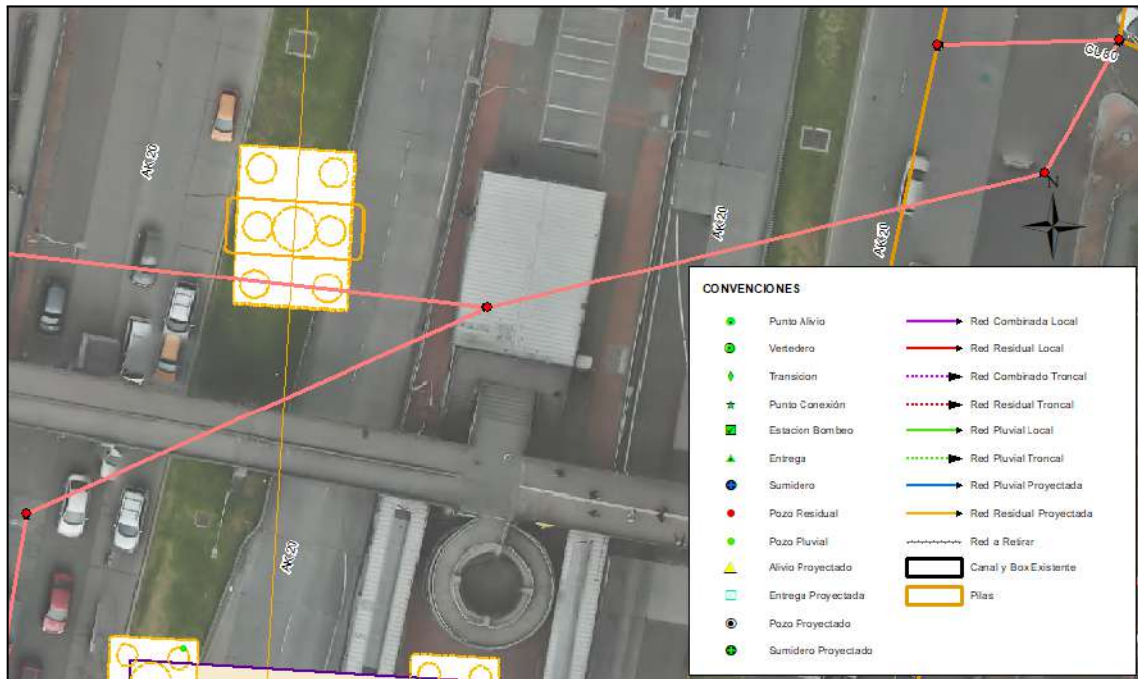 CL 80
AK 20
N
AK 20
AK 20
AK 20
CONVENCIONES
Punto Alivio
Vertedero
Transicion
Punto Conexión
Estacion Bombeo
Entrega
Sumidero
Pozo Residual
Pozo Pluvial
Alivio Proyectado
Entrega Proyectada
Pozo Proyectado
Sumidero Proyectado
Red Combinada Local
Red Residual Local
Red Combinado Troncal
Red Residual Troncal
Red Pluvial Local
Red Pluvial Troncal
Red Pluvial Proyectada
Red Residual Proyectada
Red a Retirar
Canal y Box Existente
Pilas